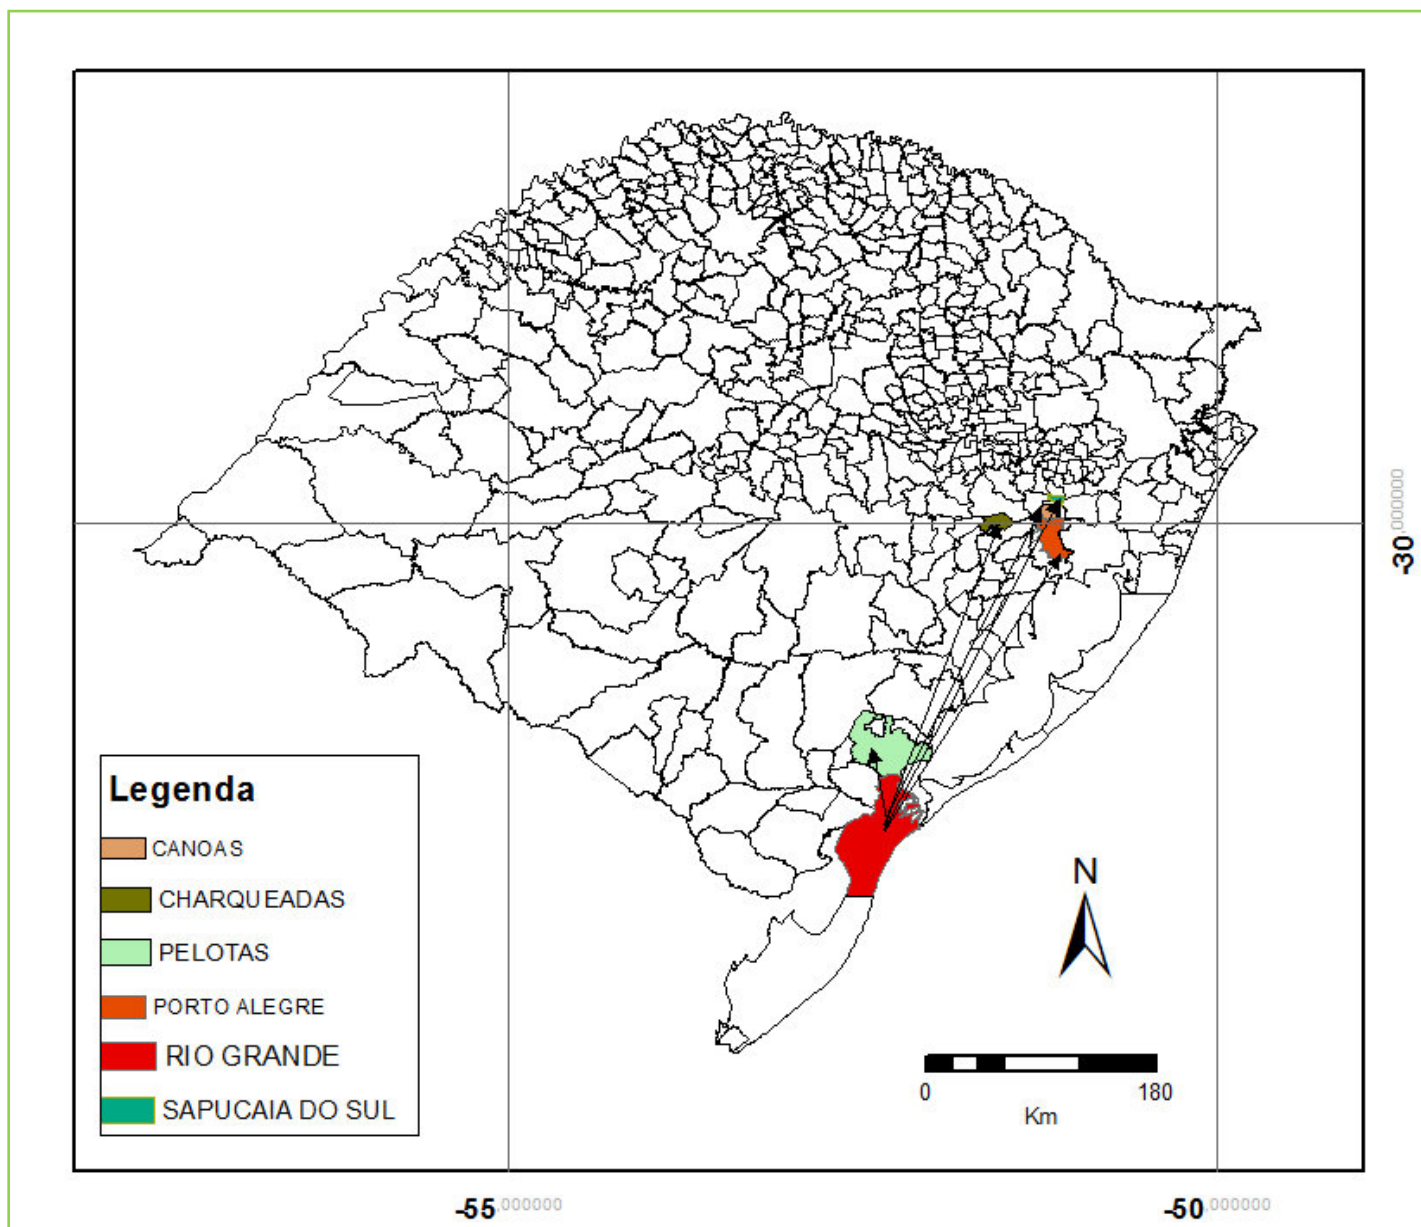 -30,000000
Legenda
CANOAS
CHARQUEADAS
PELOTAS
PORTO ALEGRE
RIO GRANDE
SAPUCAIA DO SUL
N
0 180
Km
-55,000000 -50,000000